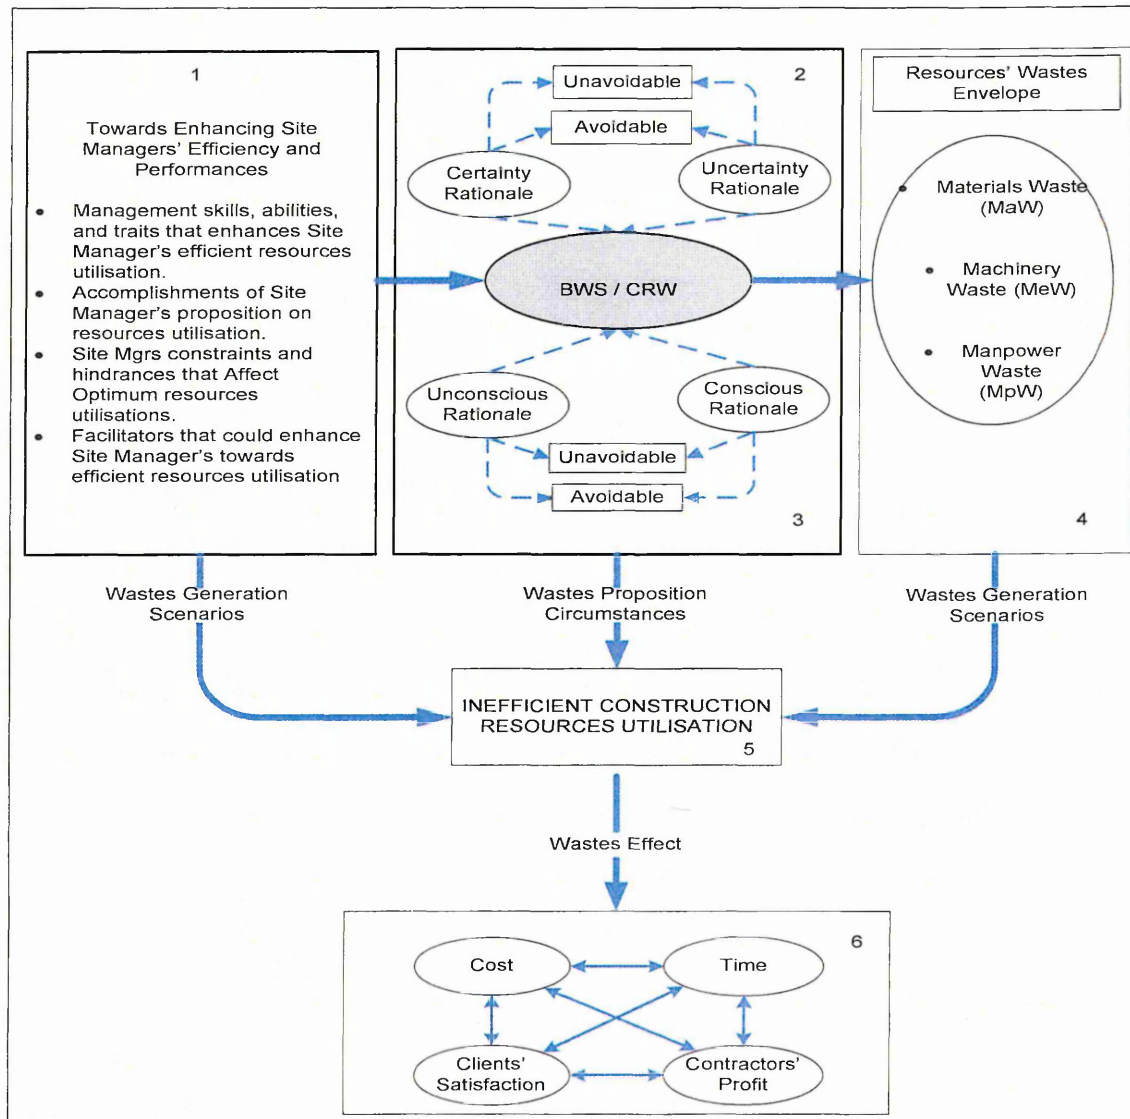 1
Towards Enhancing Site
Managers' Efficiency and
Performances
• Management skills, abilities,
and traits that enhances Site
Manager's efficient resources
utilisation.
• Accomplishments of Site
Manager's proposition on
resources utilisation.
• Site Mgrs constraints and
hindrances that Affect
Optimum resources
utilisations.
• Facilitators that could enhance
Site Manager's towards
efficient resources utilisation
2
Unavoidable
Avoidable
Certainty
Rationale
Uncertainty
Rationale
BWS / CRW
Unconscious
Rationale
Conscious
Rationale
Unavoidable
Avoidable
3
Resources' Wastes
Envelope
• Materials Waste
(MaW)
• Machinery
Waste (MeW)
• Manpower
Waste
(MpW)
4
Wastes Generation
Scenarios
Wastes Proposition
Circumstances
Wastes Generation
Scenarios
INEFFICIENT CONSTRUCTION
RESOURCES UTILISATION
5
Wastes Effect
6
Cost
Time
Clients'
Satisfaction
Contractors'
Profit